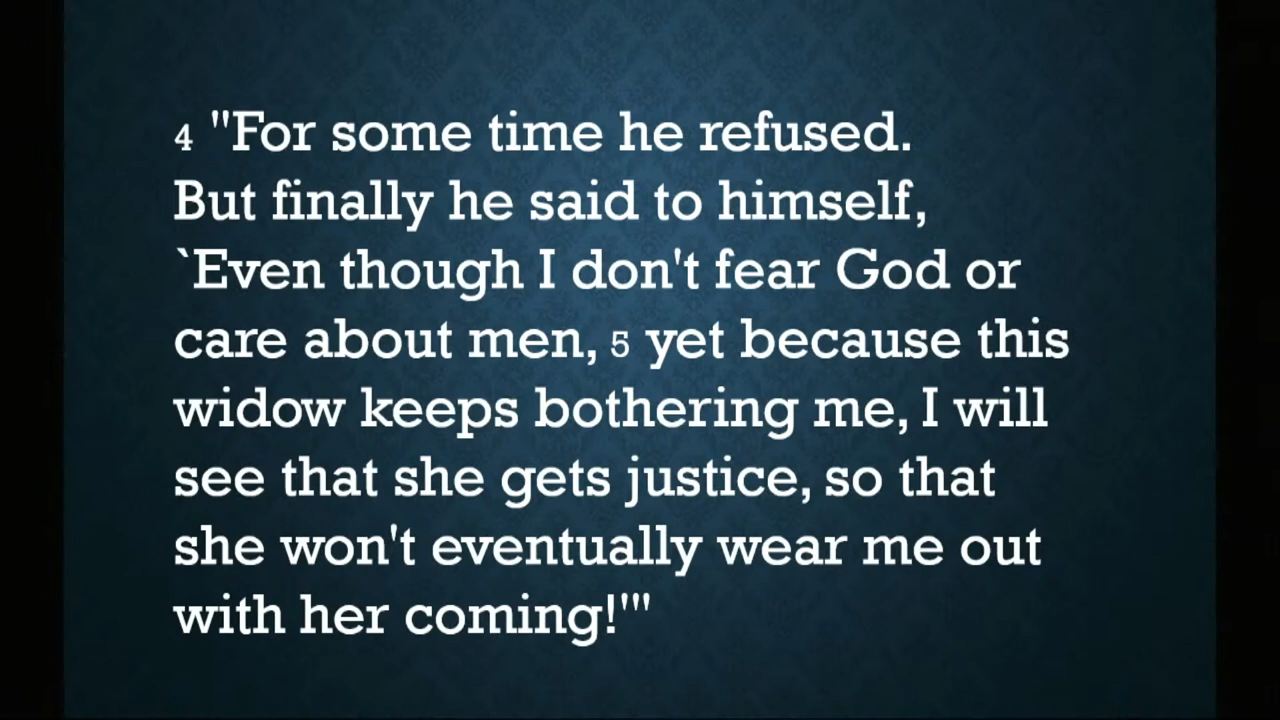 4 "For some time he refused.
But finally he said to himself,
`Even though I don't fear God or
care about men, 5 yet because this
widow keeps bothering me, I will
see that she gets justice, so that
she won't eventually wear me out
with her coming!'"